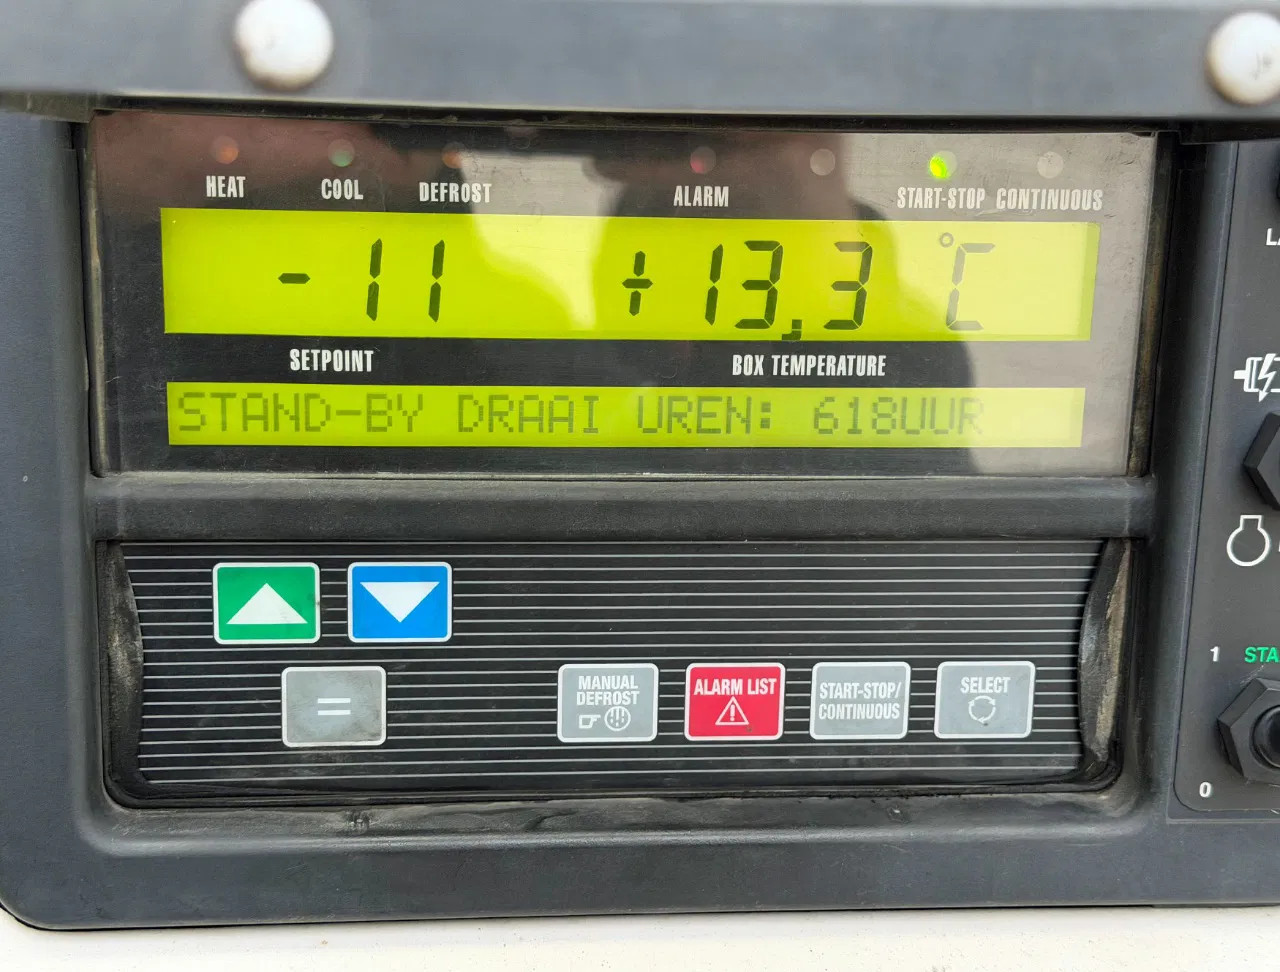 HEAT COOL DEFROST ALARM START-STOP CONTINUOUS
-11 +13,3 °C
SETPOINT BOX TEMPERATURE
STAND-BY DRAAI UREN: 618UUR
MANUAL DEFROST
ALARM LIST
START-STOP/
CONTINUOUS
SELECT
1 STA
0